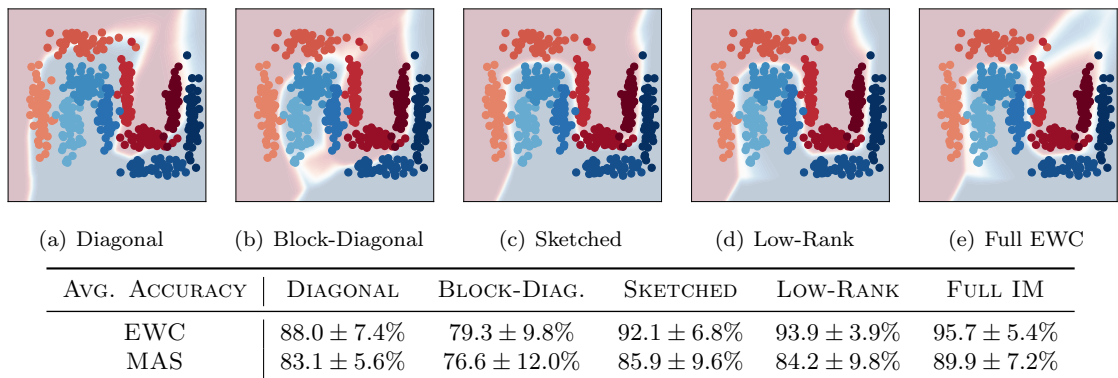 (a) Diagonal (b) Block-Diagonal (c) Sketched (d) Low-Rank (e) Full EWC
AVG. ACCURACY DIAGONAL BLOCK-DIAG. SKETCHED LOW-RANK FULL IM
EWC 88.0 ± 7.4% 79.3 ± 9.8% 92.1 ± 6.8% 93.9 ± 3.9% 95.7 ± 5.4%
MAS 83.1 ± 5.6% 76.6 ± 12.0% 85.9 ± 9.6% 84.2 ± 9.8% 89.9 ± 7.2%